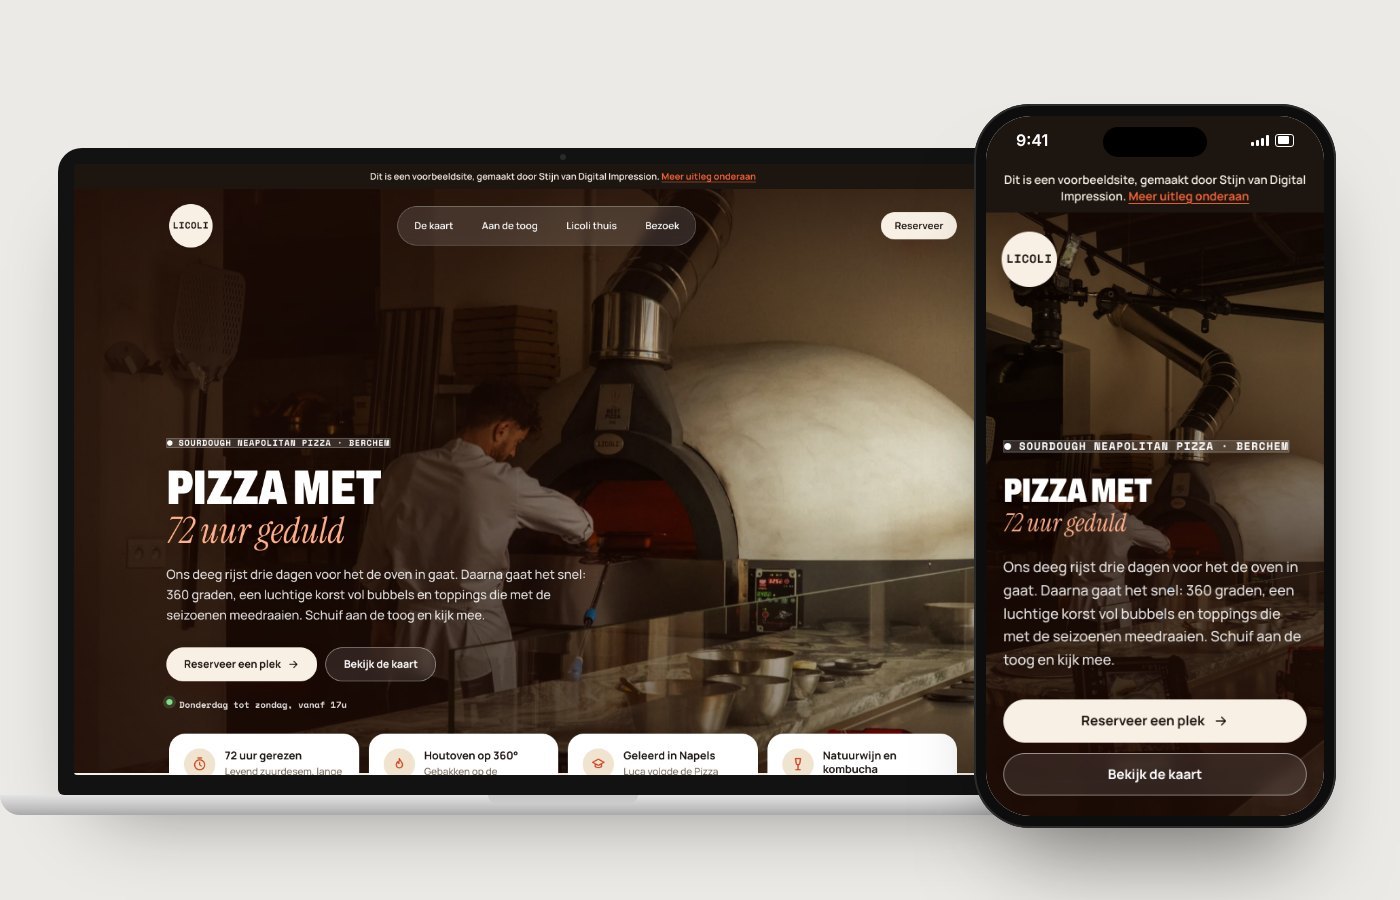 Dit is een voorbeeldsite, gemaakt door Stijn van Digital Impression. Meer uitleg onderaan
LICOLI
De kaart
Aan de toog
Licoli thuis
Bezoek
Reserveer
SOURDOUGH NEAPOLITAN PIZZA · BERCHEM
PIZZA MET
72 uur geduld
Ons deeg rijst drie dagen voor het de oven in gaat. Daarna gaat het snel:
360 graden, een luchtige korst vol bubbels en toppings die met de
seizoenen meedraaien. Schuif aan de toog en kijk mee.
Reserveer een plek →
Bekijk de kaart
Donderdag tot zondag, vanaf 17u
72 uur gerezen
Levend zuurdesem, lange
Houtoven op 360°
Gebakken op de
Geleerd in Napels
Luca volgde de Pizza
Natuurwijn en
kombucha
LICOLI
9:41
Dit is een voorbeeldsite, gemaakt door Stijn van Digital
Impression. Meer uitleg onderaan
LICOLI
SOURDOUGH NEAPOLITAN PIZZA · BERCHEM
PIZZA MET
72 uur geduld
Ons deeg rijst drie dagen voor het de oven in
gaat. Daarna gaat het snel: 360 graden, een
luchtige korst vol bubbels en toppings die
met de seizoenen meedraaien. Schuif aan de
toog en kijk mee.
Reserveer een plek →
Bekijk de kaart